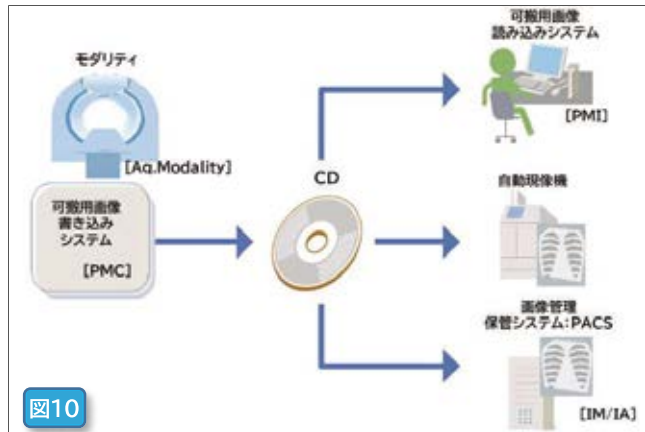 モダリティ
[Aq.Modality]
可搬用画像
書き込み
システム
[PMC]
CD
可搬用画像
読み込みシステム
[PMI]
自動現像機
画像管理
保管システム:PACS
[IM/IA]
図10